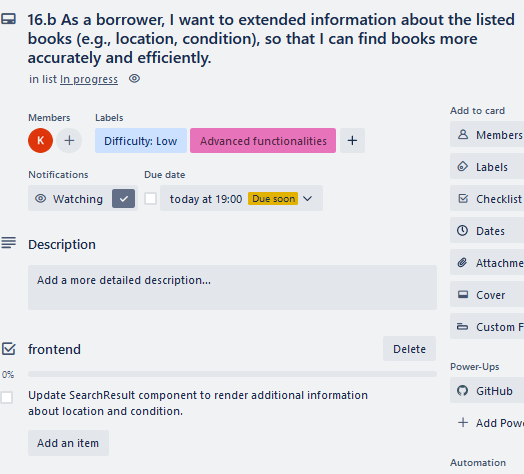 16.b As a borrower, I want to extended information about the listed
books (e.g., location, condition), so that I can find books more
accurately and efficiently.
in list In progress
Members
Labels
K
Difficulty: Low
Advanced functionalities
Notifications
Due date
Watching
today at 19:00 Due soon
Description
Add a more detailed description...
frontend
Delete
0%
Update SearchResult component to render additional information
about location and condition.
Add an item
Add to card
Members
Labels
Checklist
Dates
Attachme
Cover
Custom F
Power-Ups
GitHub
Add Pow
Automation